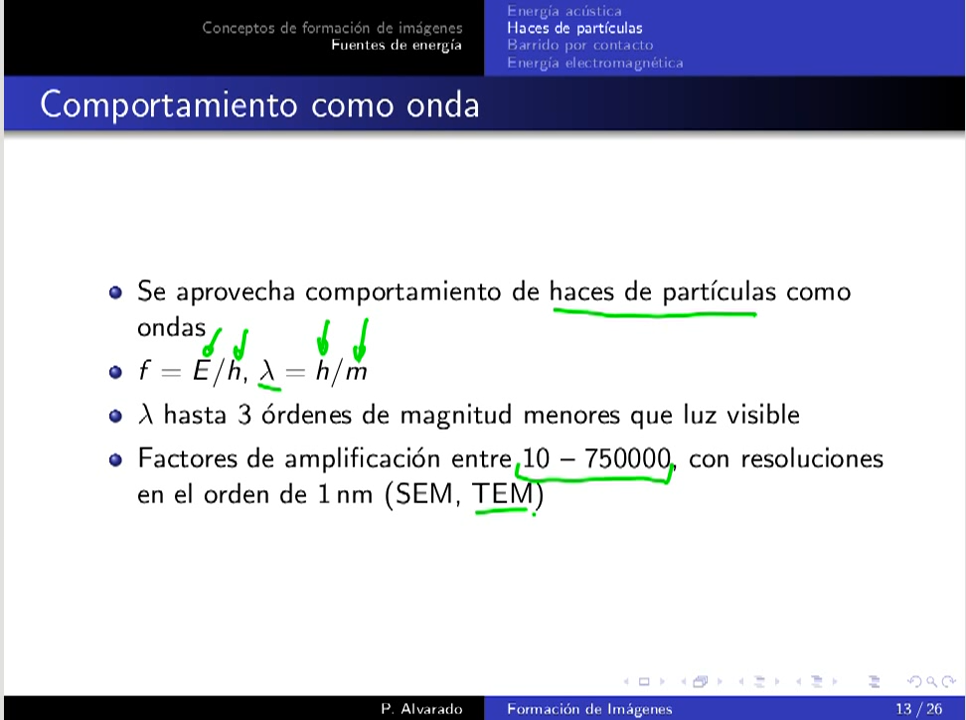 Conceptos de formación de imágenes
Fuentes de energía
Energía acústica
Haces de partículas
Barrido por contacto
Energía electromagnética
Comportamiento como onda
Se aprovecha comportamiento de haces de partículas como
ondas
f = E/h, λ = h/m
λ hasta 3 órdenes de magnitud menores que luz visible
Factores de amplificación entre 10 – 750000, con resoluciones
en el orden de 1 nm (SEM, TEM)
P. Alvarado
Formación de Imágenes
13 / 26